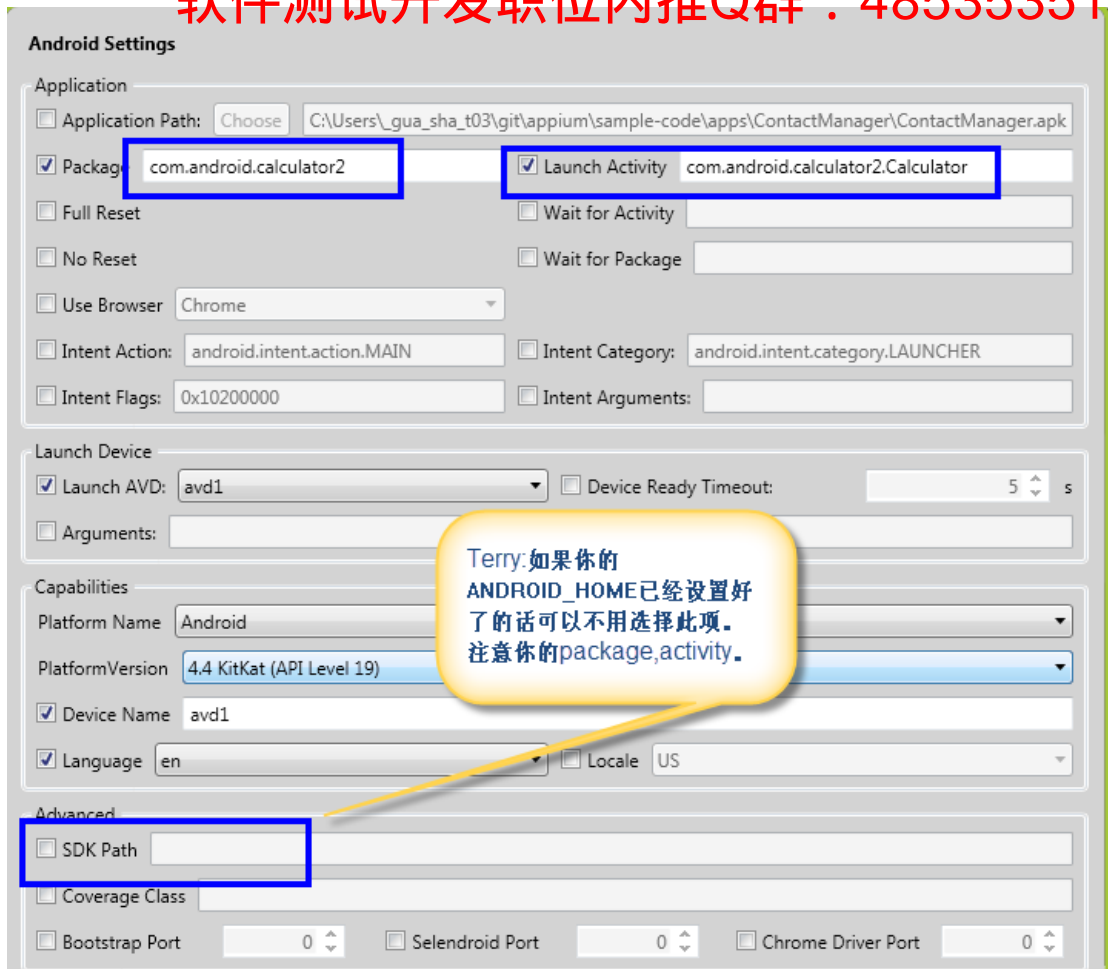 软件测试开发职位内推Q群：48535351
Android Settings
Application
Application Path: Choose C:\Users\_gua_sha_t03\git\appium\sample-code\apps\ContactManager\ContactManager.apk
Package com.android.calculator2 Launch Activity com.android.calculator2.Calculator
Full Reset Wait for Activity
No Reset Wait for Package
Use Browser Chrome
Intent Action: android.intent.action.MAIN Intent Category: android.intent.category.LAUNCHER
Intent Flags: 0x10200000 Intent Arguments:
Launch Device
Launch AVD: avd1 Device Ready Timeout: 5 s
Arguments:
Terry:如果你的
ANDROID_HOME已经设置好
了的话可以不用选择此项。
注意你的package,activity。
Capabilities
Platform Name Android
PlatformVersion 4.4 KitKat (API Level 19)
Device Name avd1
Language en Locale US
Advanced
SDK Path
Coverage Class
Bootstrap Port 0 Selendroid Port 0 Chrome Driver Port 0